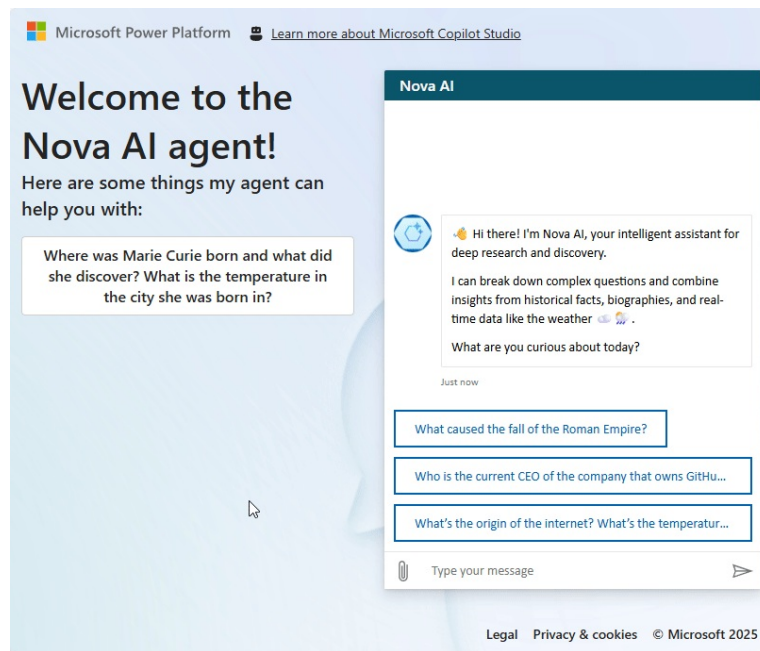 Microsoft Power Platform
Learn more about Microsoft Copilot Studio
Welcome to the
Nova AI agent!
Here are some things my agent can
help you with:
Where was Marie Curie born and what did
she discover? What is the temperature in
the city she was born in?
Nova AI
👋 Hi there! I'm Nova AI, your intelligent assistant for
deep research and discovery.
I can break down complex questions and combine
insights from historical facts, biographies, and real-
time data like the weather ☁️ 🌦️ .
What are you curious about today?
Just now
What caused the fall of the Roman Empire?
Who is the current CEO of the company that owns GitHu...
What's the origin of the internet? What's the temperatur...
Type your message
Legal Privacy & cookies © Microsoft 2025